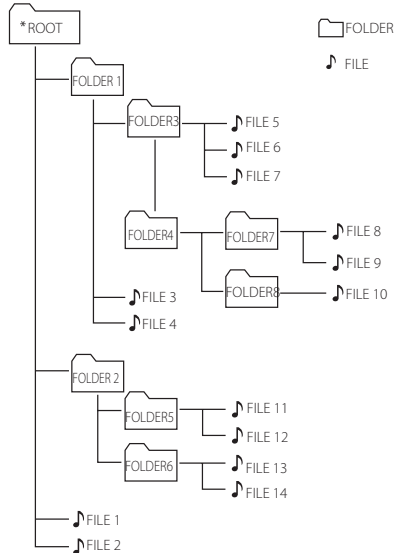 *ROOT
FOLDER
FILE
FOLDER 1
FOLDER3
FILE 5
FILE 6
FILE 7
FOLDER4
FOLDER7
FILE 8
FILE 9
FOLDER8
FILE 10
FILE 3
FILE 4
FOLDER 2
FOLDER5
FILE 11
FILE 12
FOLDER6
FILE 13
FILE 14
FILE 1
FILE 2